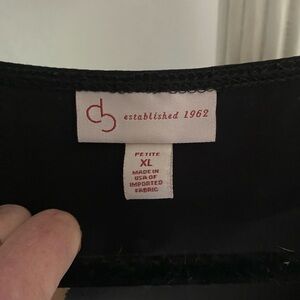 established 1962
PETITE
XL
MADE IN
USA OF
IMPORTED
FABRIC